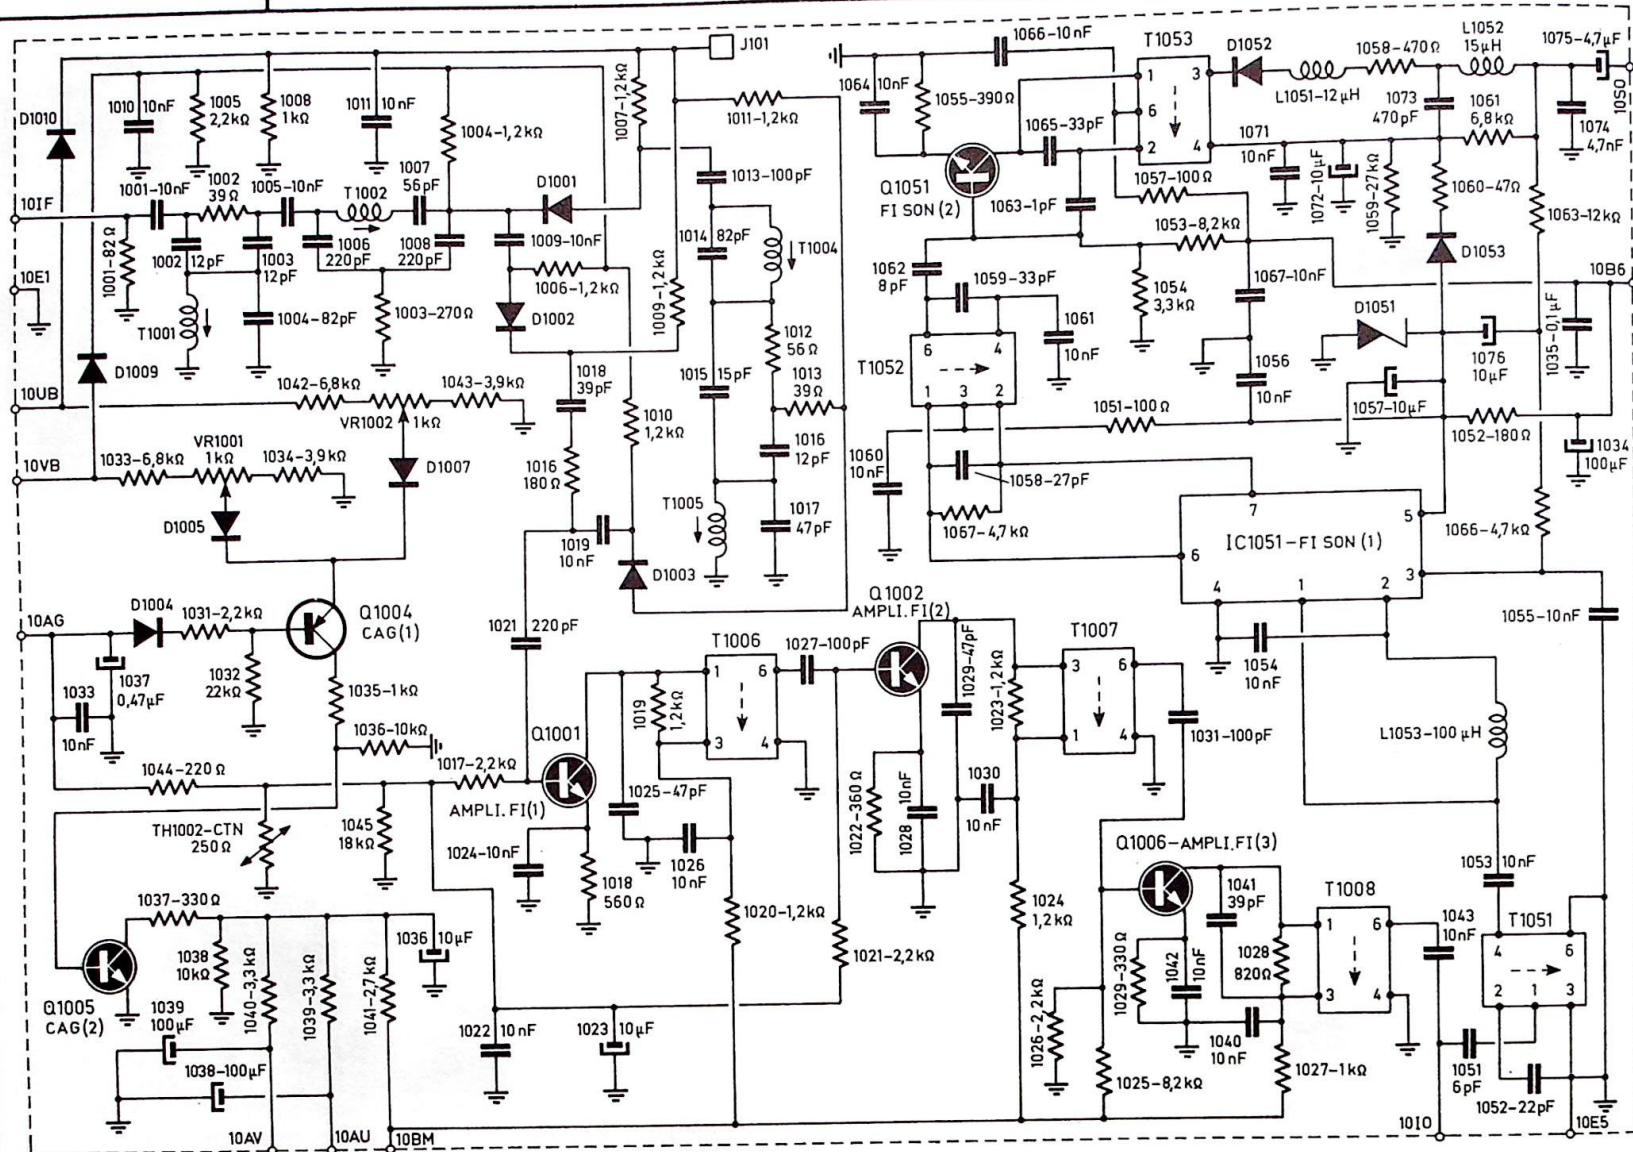 J101
1066-10nF
T1053
D1052
1058-470Ω
L1052
15µH
1075-4,7µF
1050
D1010
1010
10nF
1005
2,2kΩ
1008
1kΩ
1011
10nF
1004-1,2kΩ
1007-1,2kΩ
1011-1,2kΩ
1064
10nF
1055-390Ω
1065-33pF
1
6
2
3
4
L1051-12µH
1073
470pF
1061
6,8kΩ
1074
4,7nF
1071
10nF
1072-10µF
1059-27kΩ
1060-47Ω
1063-12kΩ
10IF
1001-10nF
1002
39Ω
1005-10nF
T1002
1007
56pF
D1001
1013-100pF
Q1051
FI SON (2)
1057-100Ω
1063-1pF
1053-8,2kΩ
D1053
10B6
1001-82Ω
1002
12pF
1003
12pF
1006
220pF
1008
220pF
1009-10nF
1006-1,2kΩ
1014
82pF
T1004
1009-1,2kΩ
1062
8pF
1059-33pF
1054
3,3kΩ
1067-10nF
D1051
10E1
T1001
1004-82pF
1003-270Ω
D1002
1012
56Ω
1061
10nF
6
4
T1052
1
3
2
1056
10nF
1076
10µF
1035-0,1µF
D1009
1042-6,8kΩ
1043-3,9kΩ
1018
39pF
1015
15pF
1013
39Ω
1057-10µF
10UB
VR1002
1kΩ
1010
1,2kΩ
1051-100Ω
1052-180Ω
1034
100µF
VR1001
1kΩ
1033-6,8kΩ
1034-3,9kΩ
D1007
1016
180Ω
1016
12pF
1060
10nF
1058-27pF
10VB
D1005
T1005
1017
47pF
1067-4,7kΩ
7
5
IC1051-FI SON (1)
6
4
1
2
3
1066-4,7kΩ
1019
10nF
D1003
10AG
D1004
1031-2,2kΩ
Q1004
CAG(1)
1021
220pF
Q1002
AMPLI.FI(2)
1055-10nF
1037
0,47µF
1033
10nF
1032
22kΩ
1035-1kΩ
T1006
1027-100pF
1029-47pF
T1007
1054
10nF
1019
1,2kΩ
1
6
3
4
1023-1,2kΩ
3
6
1
4
1031-100pF
L1053-100µH
1036-10kΩ
Q1001
1044-220Ω
1017-2,2kΩ
AMPLI.FI(1)
1025-47pF
1022-360Ω
10nF
1028
1030
10nF
TH1002-CTN
250Ω
1045
18kΩ
1024-10nF
1026
10nF
1018
560Ω
Q1006-AMPLI.FI(3)
1053
10nF
1037-330Ω
1020-1,2kΩ
1024
1,2kΩ
1041
39pF
T1008
1043
10nF
T1051
1038
10kΩ
1036
10µF
1021-2,2kΩ
1028
820Ω
1
6
3
4
4
6
2
1
3
Q1005
CAG(2)
1040-3,3kΩ
1039-3,3kΩ
1041-2,7kΩ
1029-330Ω
1042
10nF
1039
100µF
1022
10nF
1023
10µF
1026-2,2kΩ
1040
10nF
1051
6pF
1038-100µF
1025-8,2kΩ
1027-1kΩ
1052-22pF
10AV
10AU
10BM
10IO
10E5